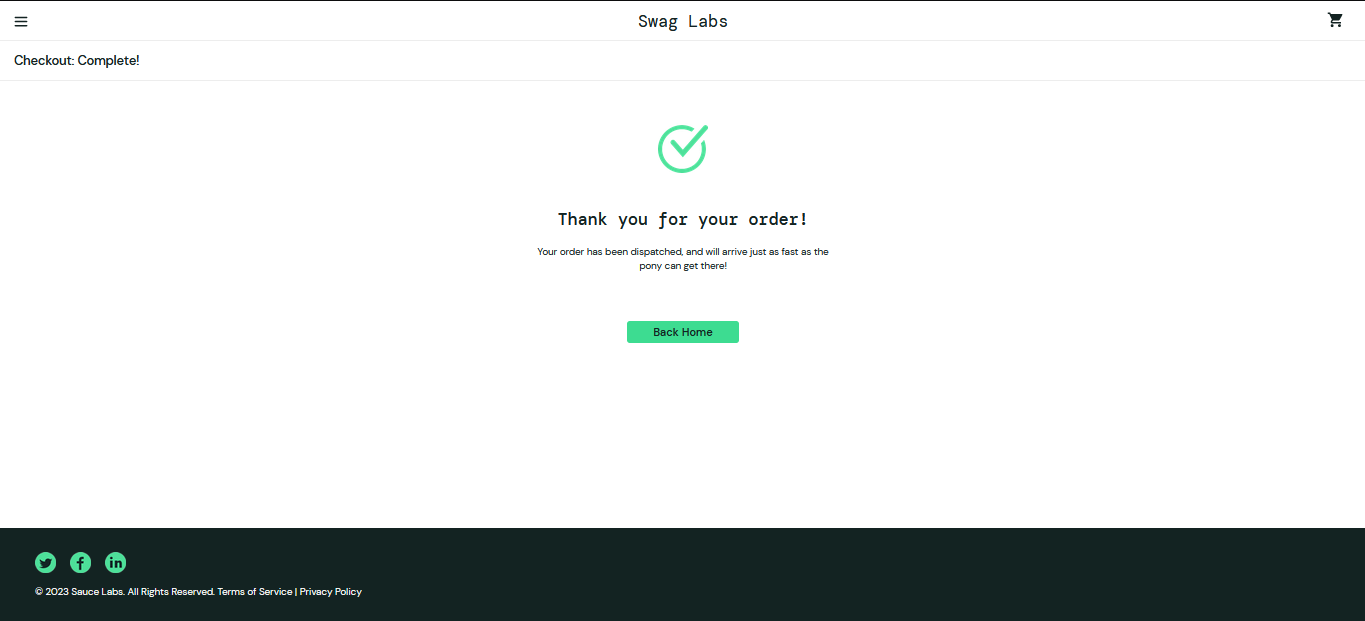 Swag Labs
Checkout: Complete!
Thank you for your order!
Your order has been dispatched, and will arrive just as fast as the
pony can get there!
Back Home
© 2023 Sauce Labs. All Rights Reserved. Terms of Service | Privacy Policy